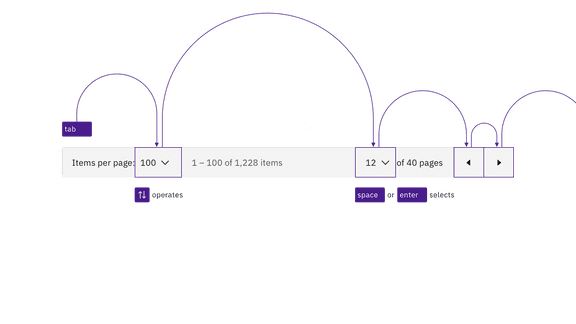 tab
Items per page: 100 1 – 100 of 1,228 items 12 of 40 pages
operates
space or enter selects